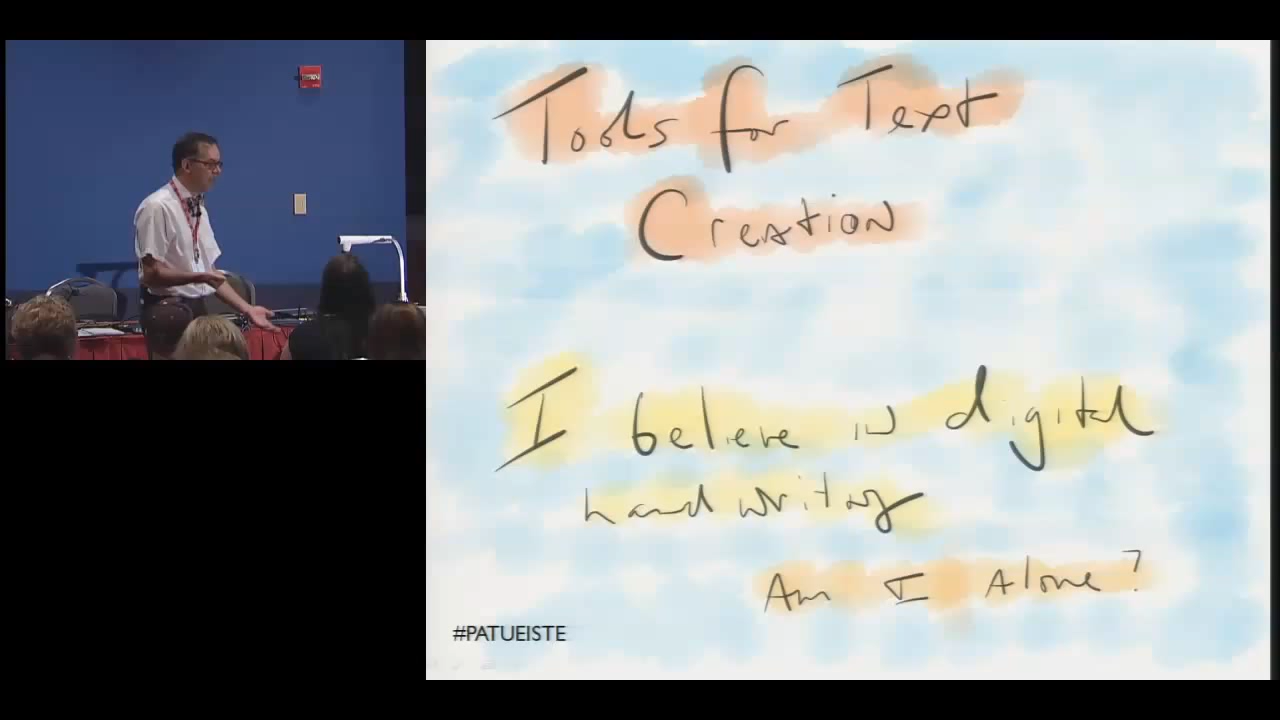 Tools for Text
Creation
I believe in digital
handwriting
Am I Alone?
#PATUEISTE